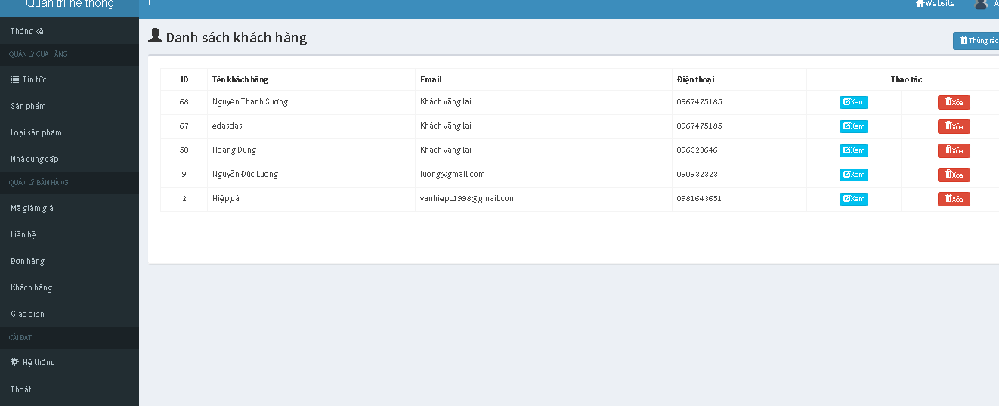 Quản trị hệ thống
Website
A
Thống kê
QUẢN LÝ CỬA HÀNG
Tin tức
Sản phẩm
Loại sản phẩm
Nhà cung cấp
QUẢN LÝ BÁN HÀNG
Mã giảm giá
Liên hệ
Đơn hàng
Khách hàng
Giao diện
CÀI ĐẶT
Hệ thống
Thoát
Danh sách khách hàng
Thùng rác
ID Tên khách hàng Email Điện thoại Thao tác
68 Nguyễn Thanh Sương Khách vãng lai 0967475185 Xem Xóa
67 edasdas Khách vãng lai 0967475185 Xem Xóa
50 Hoàng Dũng Khách vãng lai 096323646 Xem Xóa
9 Nguyễn Đức Lương luong@gmail.com 090932323 Xem Xóa
2 Hiệp gà vanhiepp1998@gmail.com 0981643651 Xem Xóa